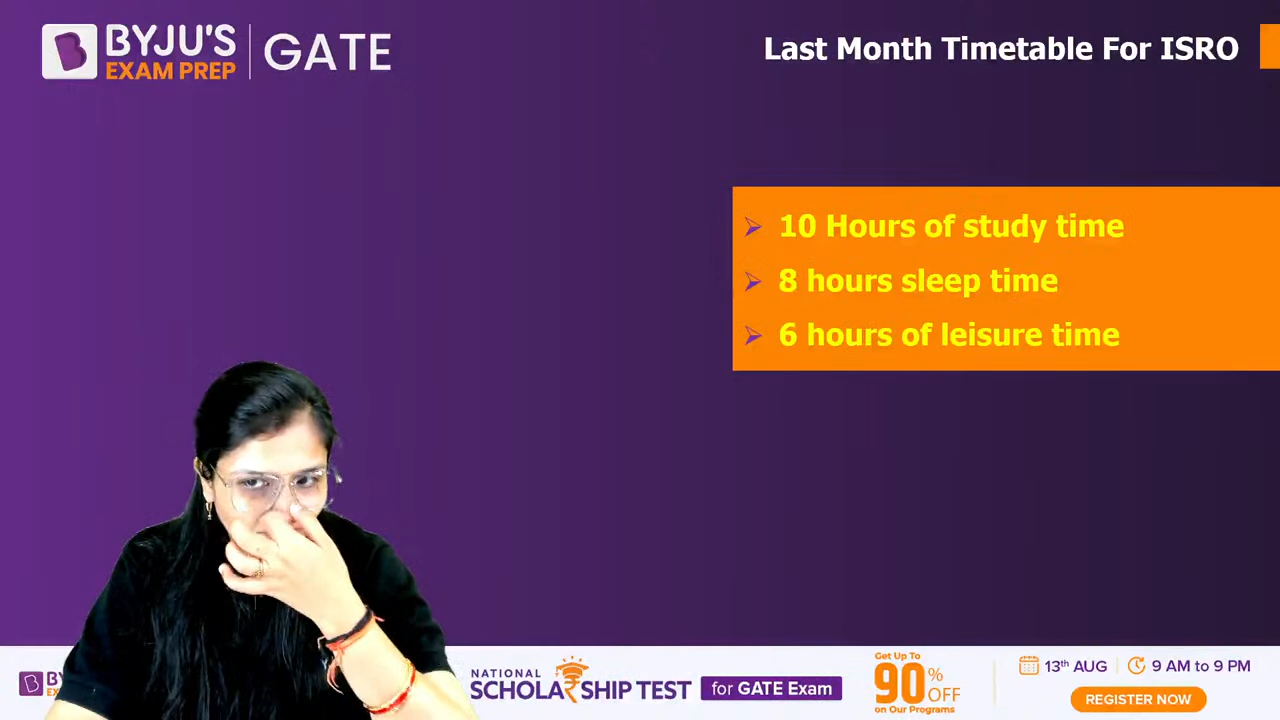 BYJU'S
EXAM PREP
GATE
Last Month Timetable For ISRO
10 Hours of study time
8 hours sleep time
6 hours of leisure time
NATIONAL
SCHOLARSHIP TEST
for GATE Exam
Get Up To
90% OFF
on Our Programs
13th AUG
9 AM to 9 PM
REGISTER NOW